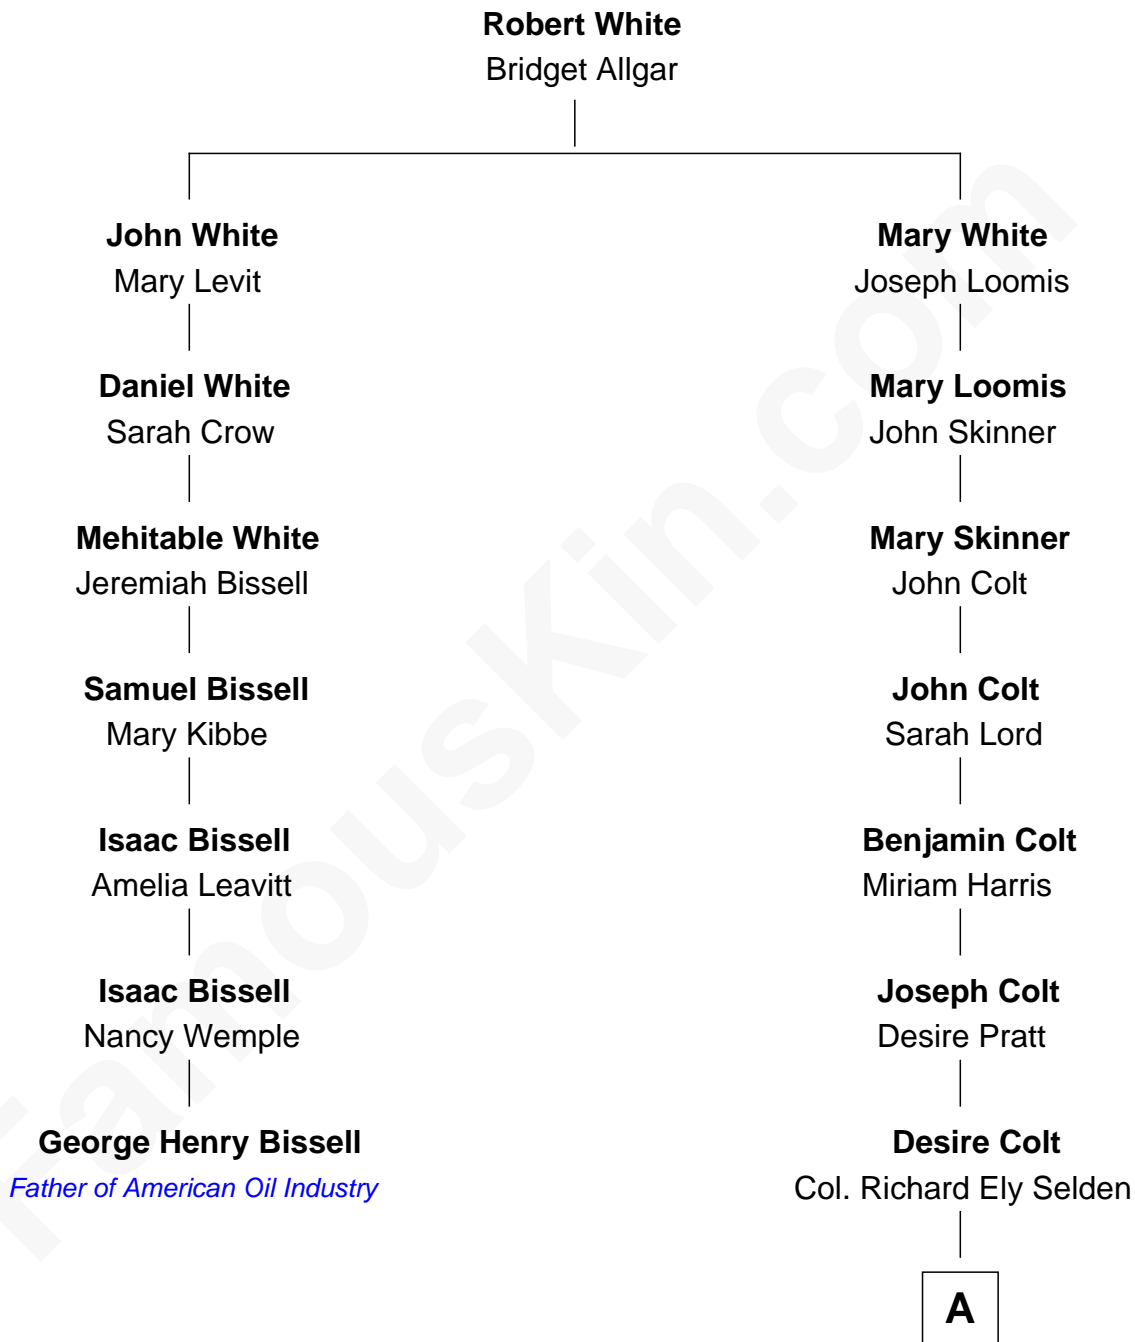 Robert White
Bridget Allgar
John White
Mary Levit
Mary White
Joseph Loomis
Daniel White
Sarah Crow
Mary Loomis
John Skinner
Mehitable White
Jeremiah Bissell
Mary Skinner
John Colt
Samuel Bissell
Mary Kibbe
John Colt
Sarah Lord
Isaac Bissell
Amelia Leavitt
Benjamin Colt
Miriam Harris
Isaac Bissell
Nancy Wemple
Joseph Colt
Desire Pratt
George Henry Bissell
Father of American Oil Industry
Desire Colt
Col. Richard Ely Selden
A
FamousKin.com